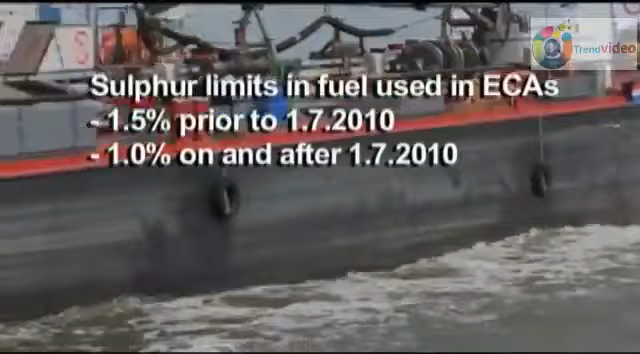 TrendVideo
Sulphur limits in fuel used in ECAs
- 1.5% prior to 1.7.2010
- 1.0% on and after 1.7.2010